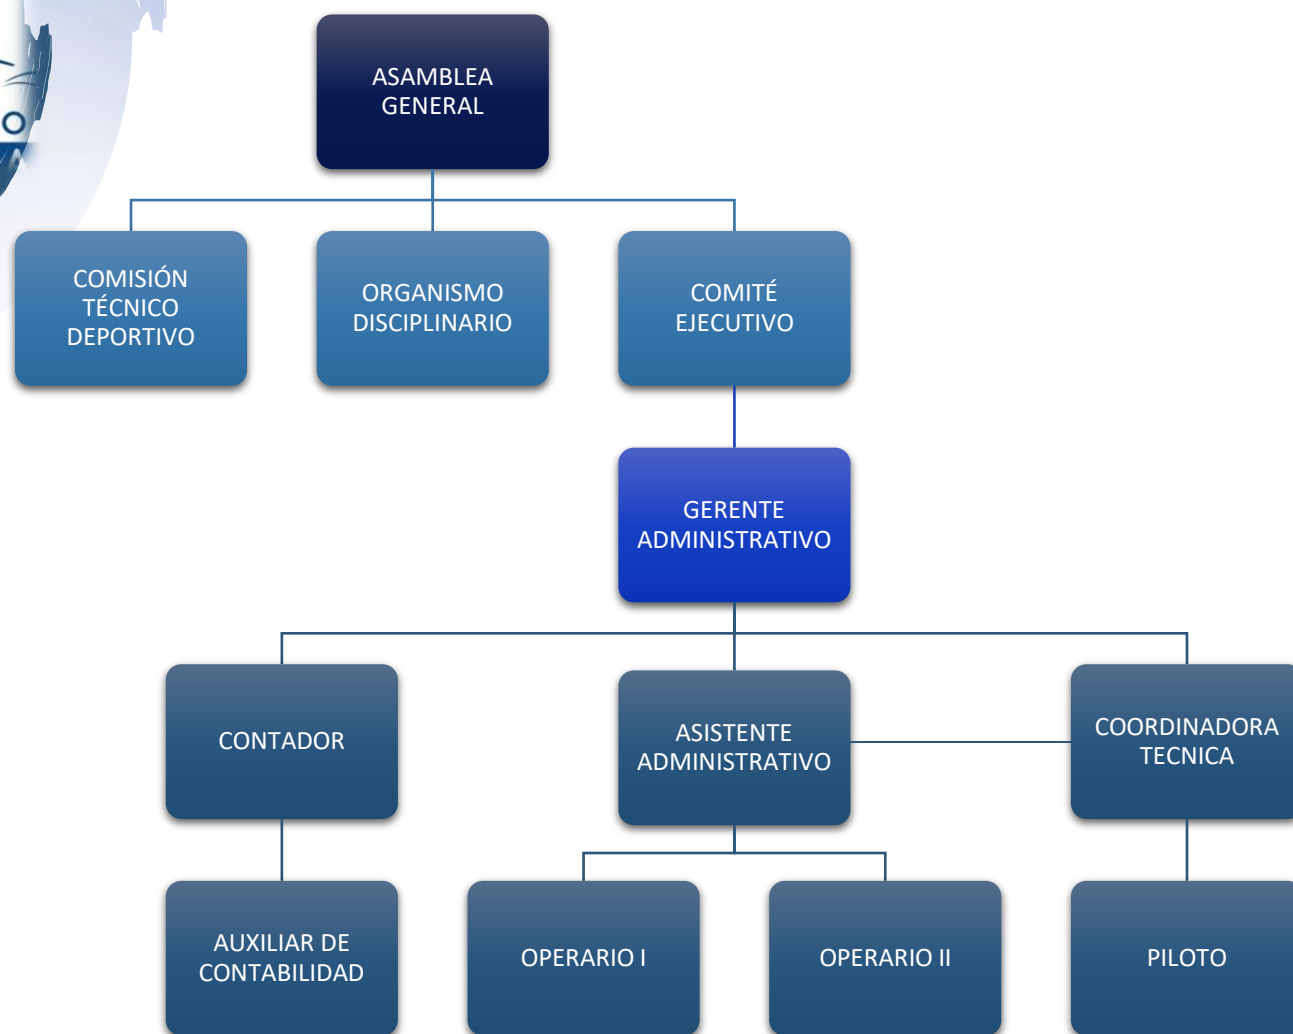 ASAMBLEA
GENERAL
COMISIÓN
TÉCNICO
DEPORTIVO
ORGANISMO
DISCIPLINARIO
COMITÉ
EJECUTIVO
GERENTE
ADMINISTRATIVO
CONTADOR
ASISTENTE
ADMINISTRATIVO
COORDINADORA
TECNICA
AUXILIAR DE
CONTABILIDAD
OPERARIO I
OPERARIO II
PILOTO